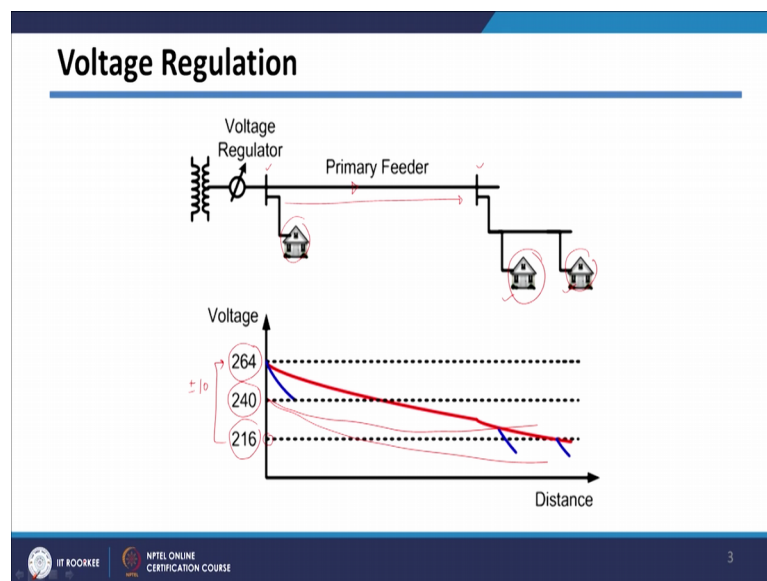 Voltage Regulation
Voltage
Regulator
Primary Feeder
Voltage
264
± 10
240
216
Distance
IIT ROORKEE
NPTEL ONLINE
CERTIFICATION COURSE
3